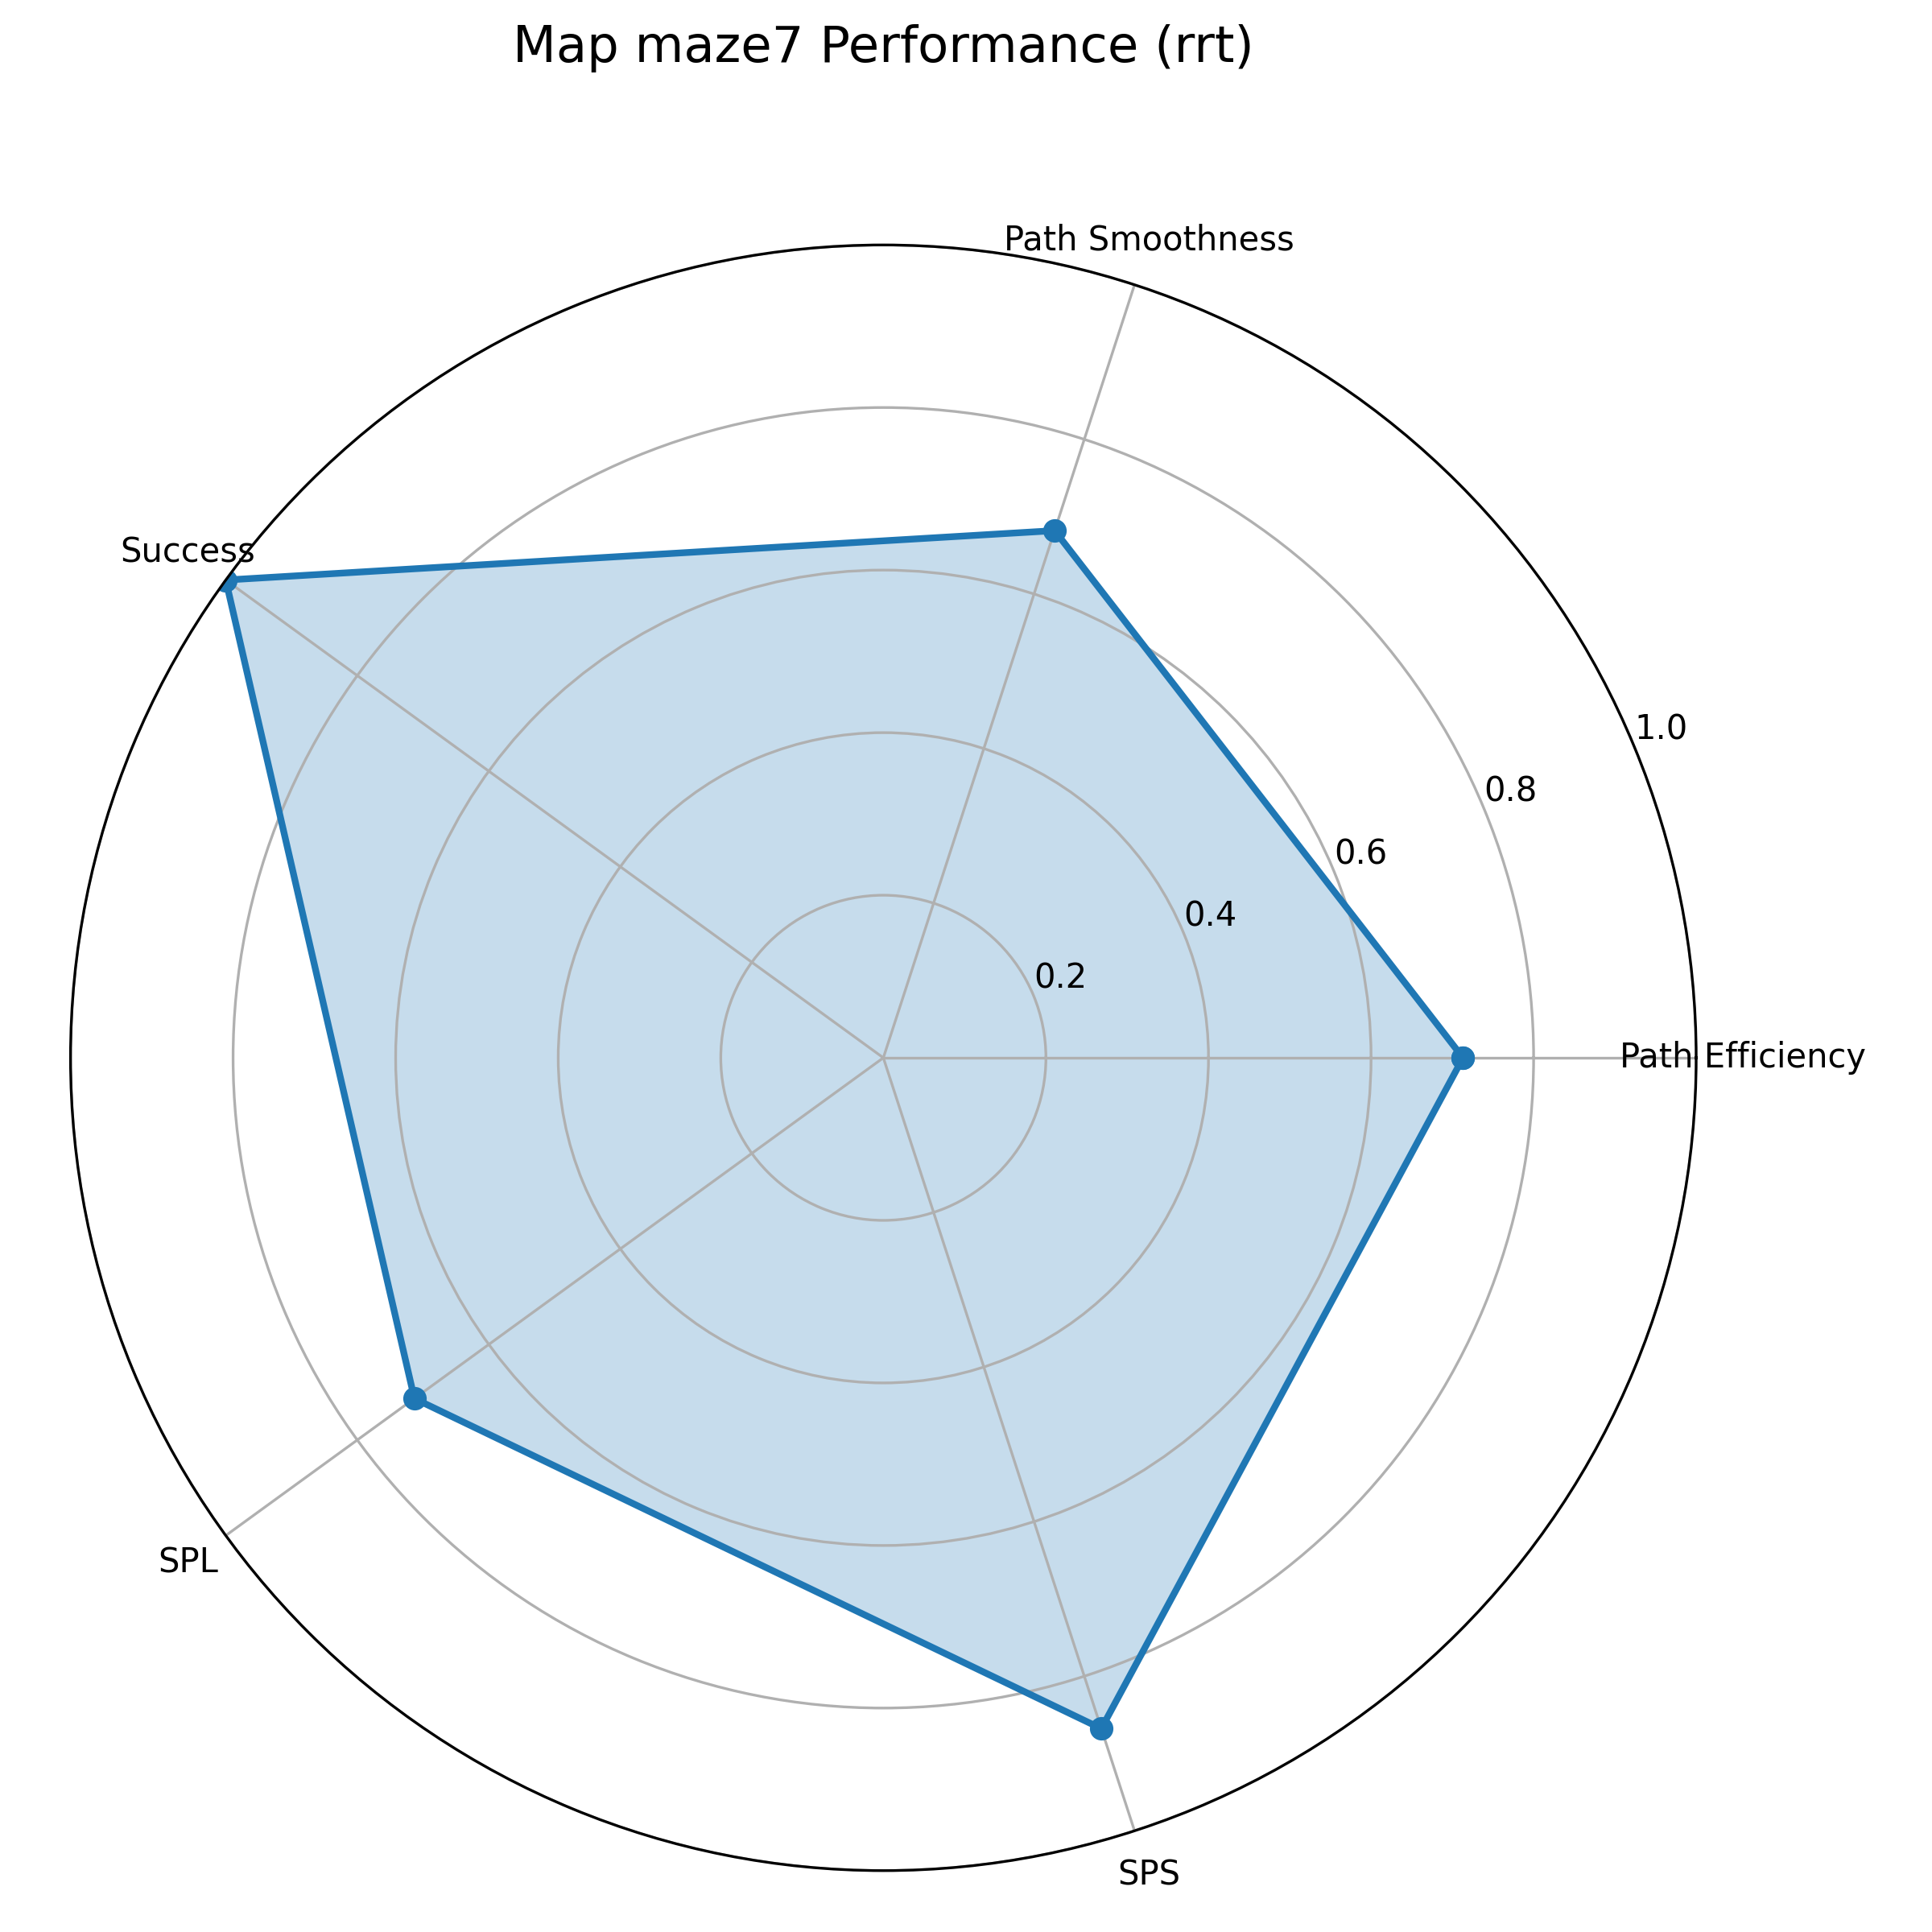 Map maze7 Performance (rrt)
Path Smoothness
Success
1.0
0.8
0.6
0.4
0.2
Path Efficiency
SPL
SPS